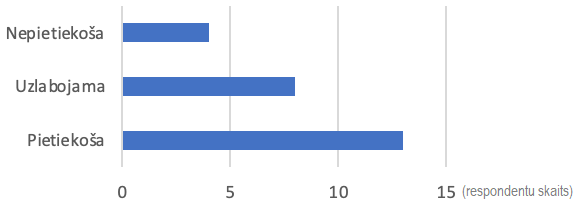 Nepietiekoša
Uzlabojama
Pietiekoša
0 5 10 15 (respondentu skaits)